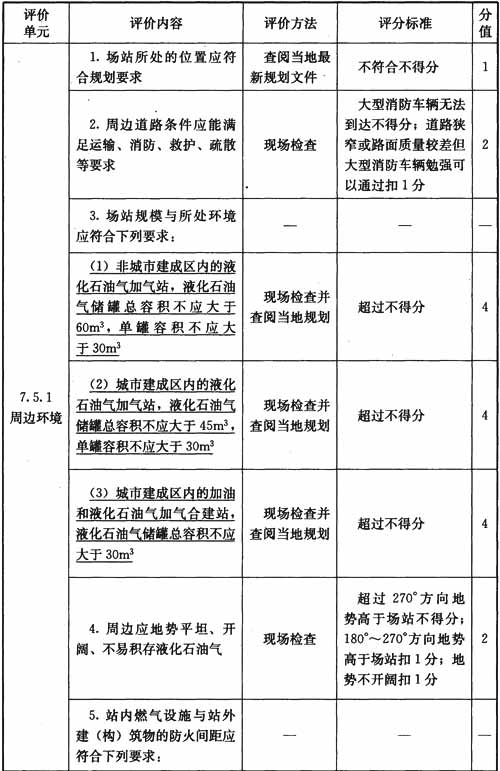 评价
单元
评价内容
评价方法
评分标准
分
值
7.5.1
周边环境
1. 场站所处的位置应符
合规划要求
查阅当地最
新规划文件
不符合不得分
1
2. 周边道路条件应能满
足运输、消防、救护、疏散
等要求
现场检查
大型消防车辆无法
到达不得分；道路狭
窄或路面质量较差但
大型消防车辆勉强可
以通过扣1分
2
3. 场站规模与所处环境
应符合下列要求：
—
—
—
（1）非城市建成区内的液
化石油气加气站，液化石油
气储罐总容积不应大于
60m³，单罐容积不应大
于30m³
现场检查并
查阅当地规划
超过不得分
4
（2）城市建成区内的液化
石油气加气站，液化石油气
储罐总容积不应大于45m³，
单罐容积不应大于30m³
现场检查并
查阅当地规划
超过不得分
4
（3）城市建成区内的加油
和液化石油气加气合建站，
液化石油气储罐总容积不应
大于30m³
现场检查并
查阅当地规划
超过不得分
4
4. 周边应地势平坦、开
阔、不易积存液化石油气
现场检查
超过270°方向地
势高于场站不得分；
180°～270°方向地势
高于场站扣1分；地
势不开阔扣1分
2
5. 站内燃气设施与站外
建（构）筑物的防火间距应
符合下列要求：
—
—
—